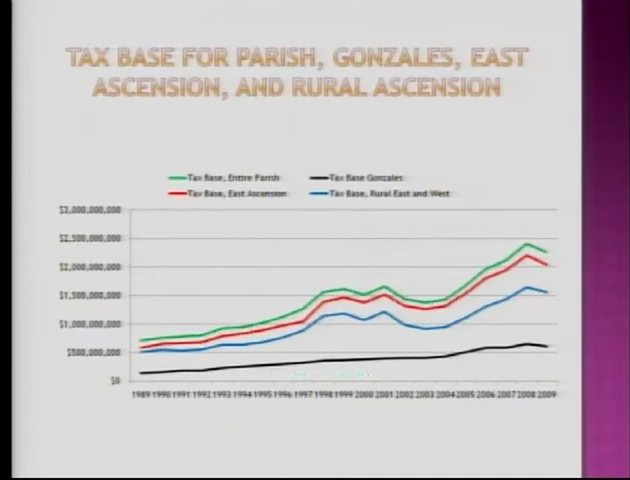 TAX BASE FOR PARISH, GONZALES, EAST
ASCENSION, AND RURAL ASCENSION
Tax Base, Entire Parish
Tax Base Gonzales
Tax Base, East Ascension
Tax Base, Rural East and West
$3,000,000,000
$2,500,000,000
$2,000,000,000
$1,500,000,000
$1,000,000,000
$500,000,000
$0
1989 1990 1991 1992 1993 1994 1995 1996 1997 1998 1999 2000 2001 2002 2003 2004 2005 2006 2007 2008 2009